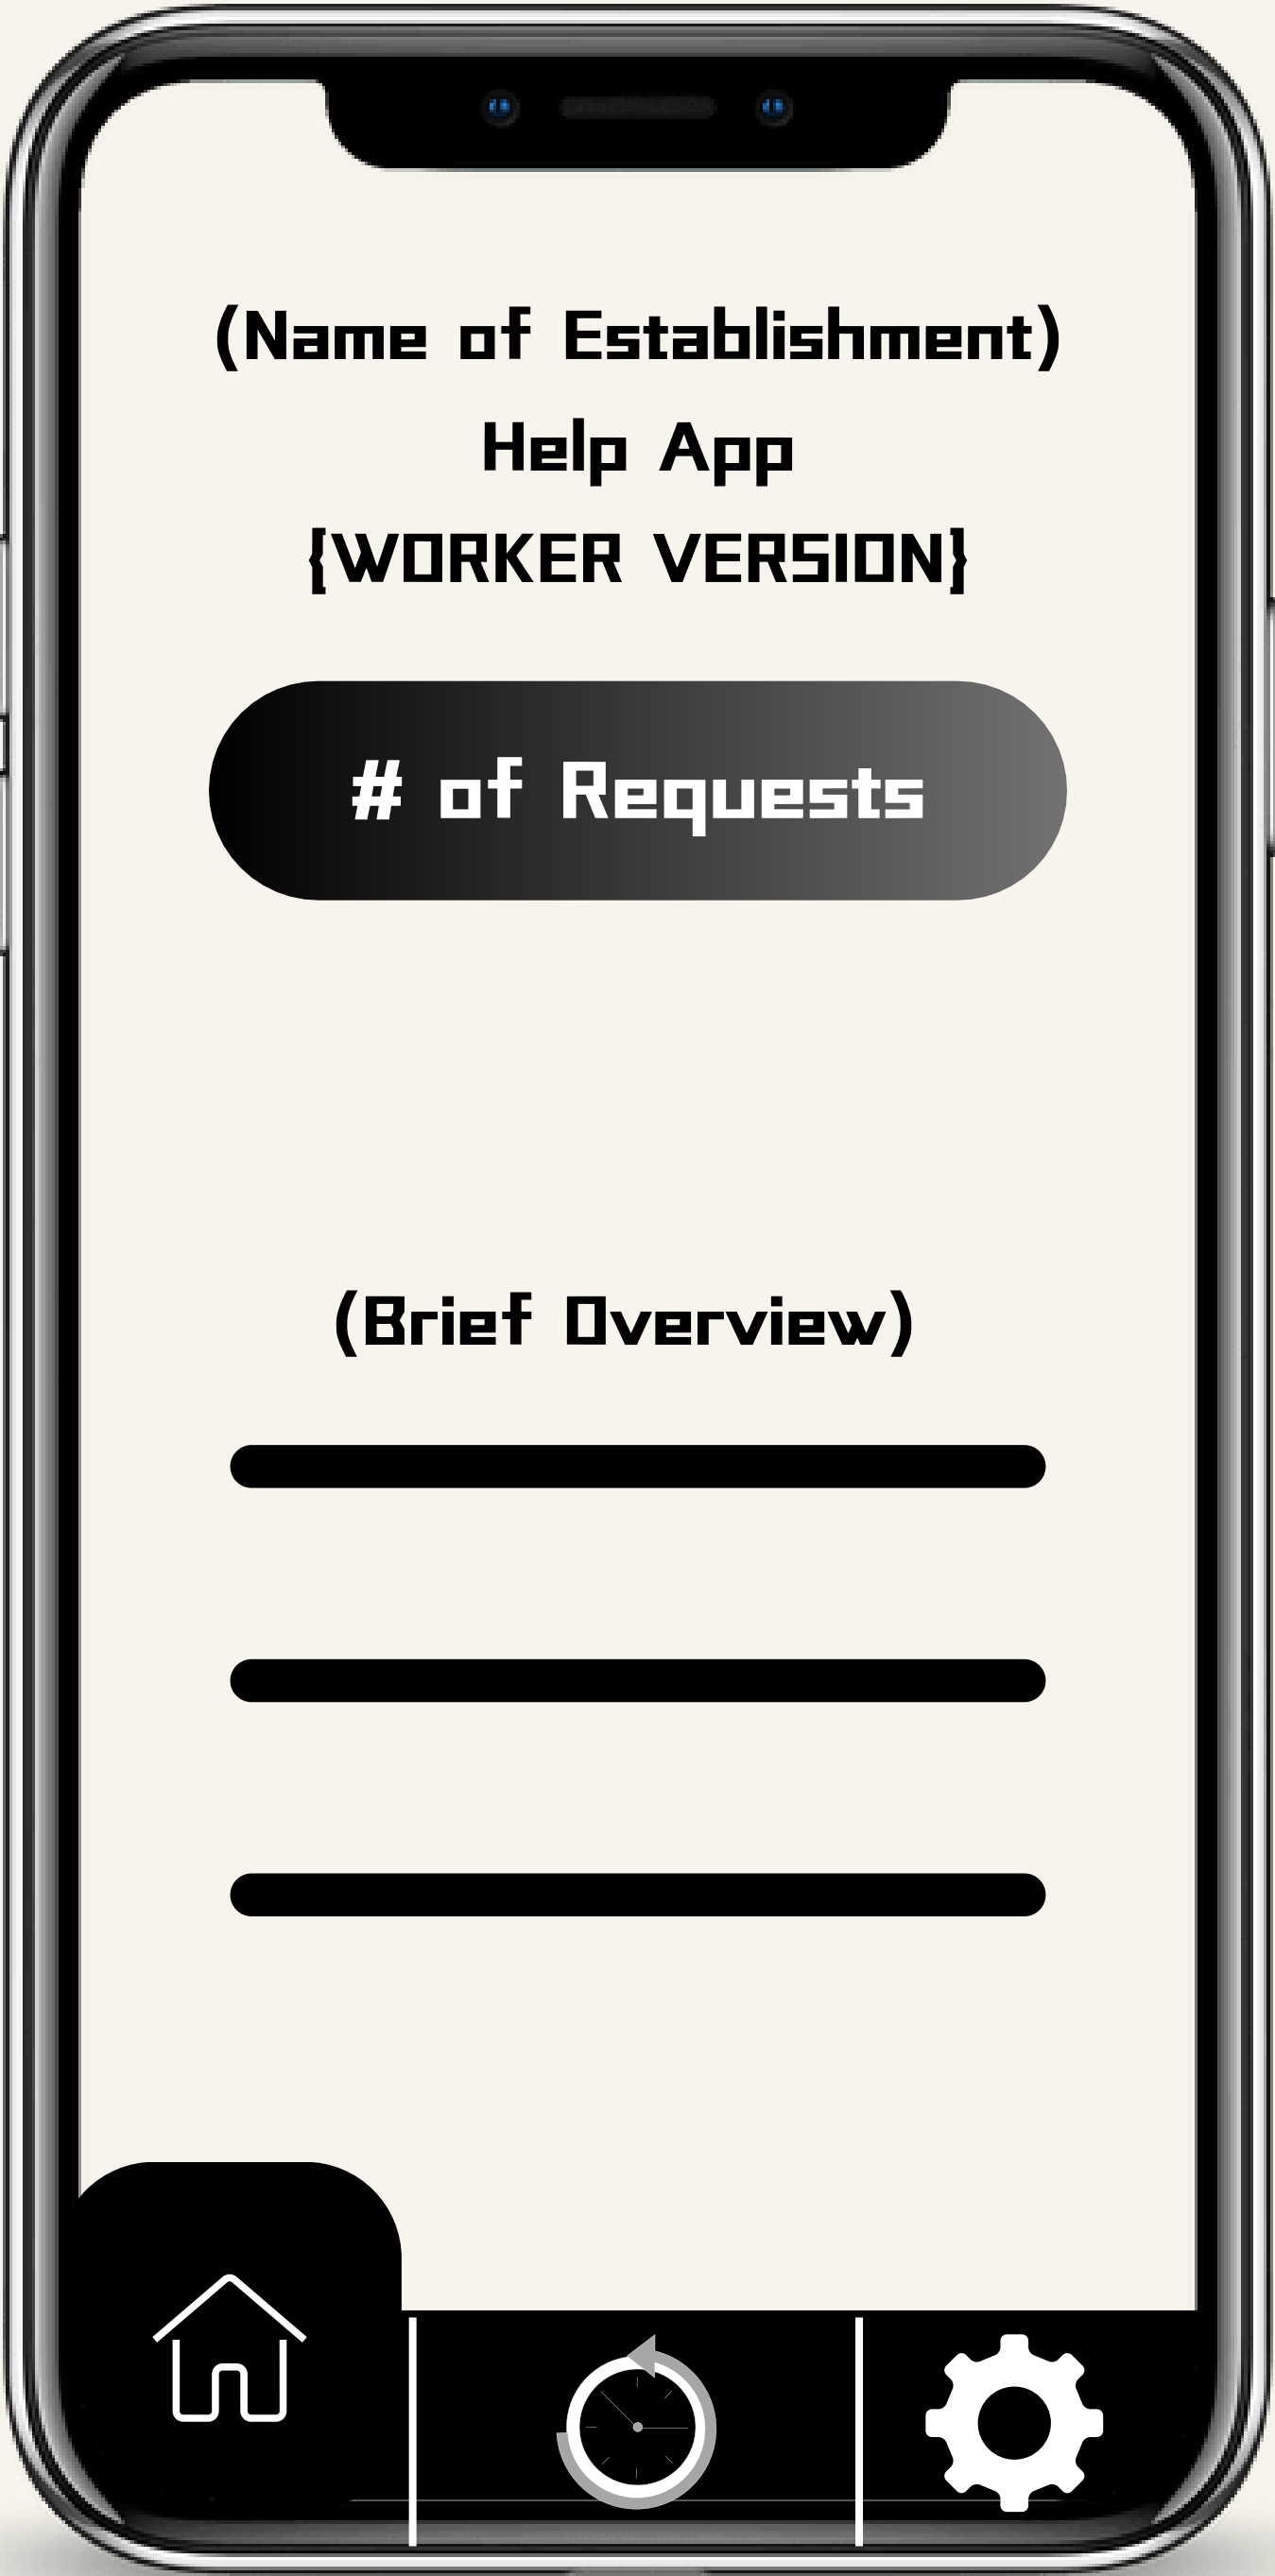 (Name of Establishment)
Help App
{WORKER VERSION}
# of Requests
(Brief Overview)